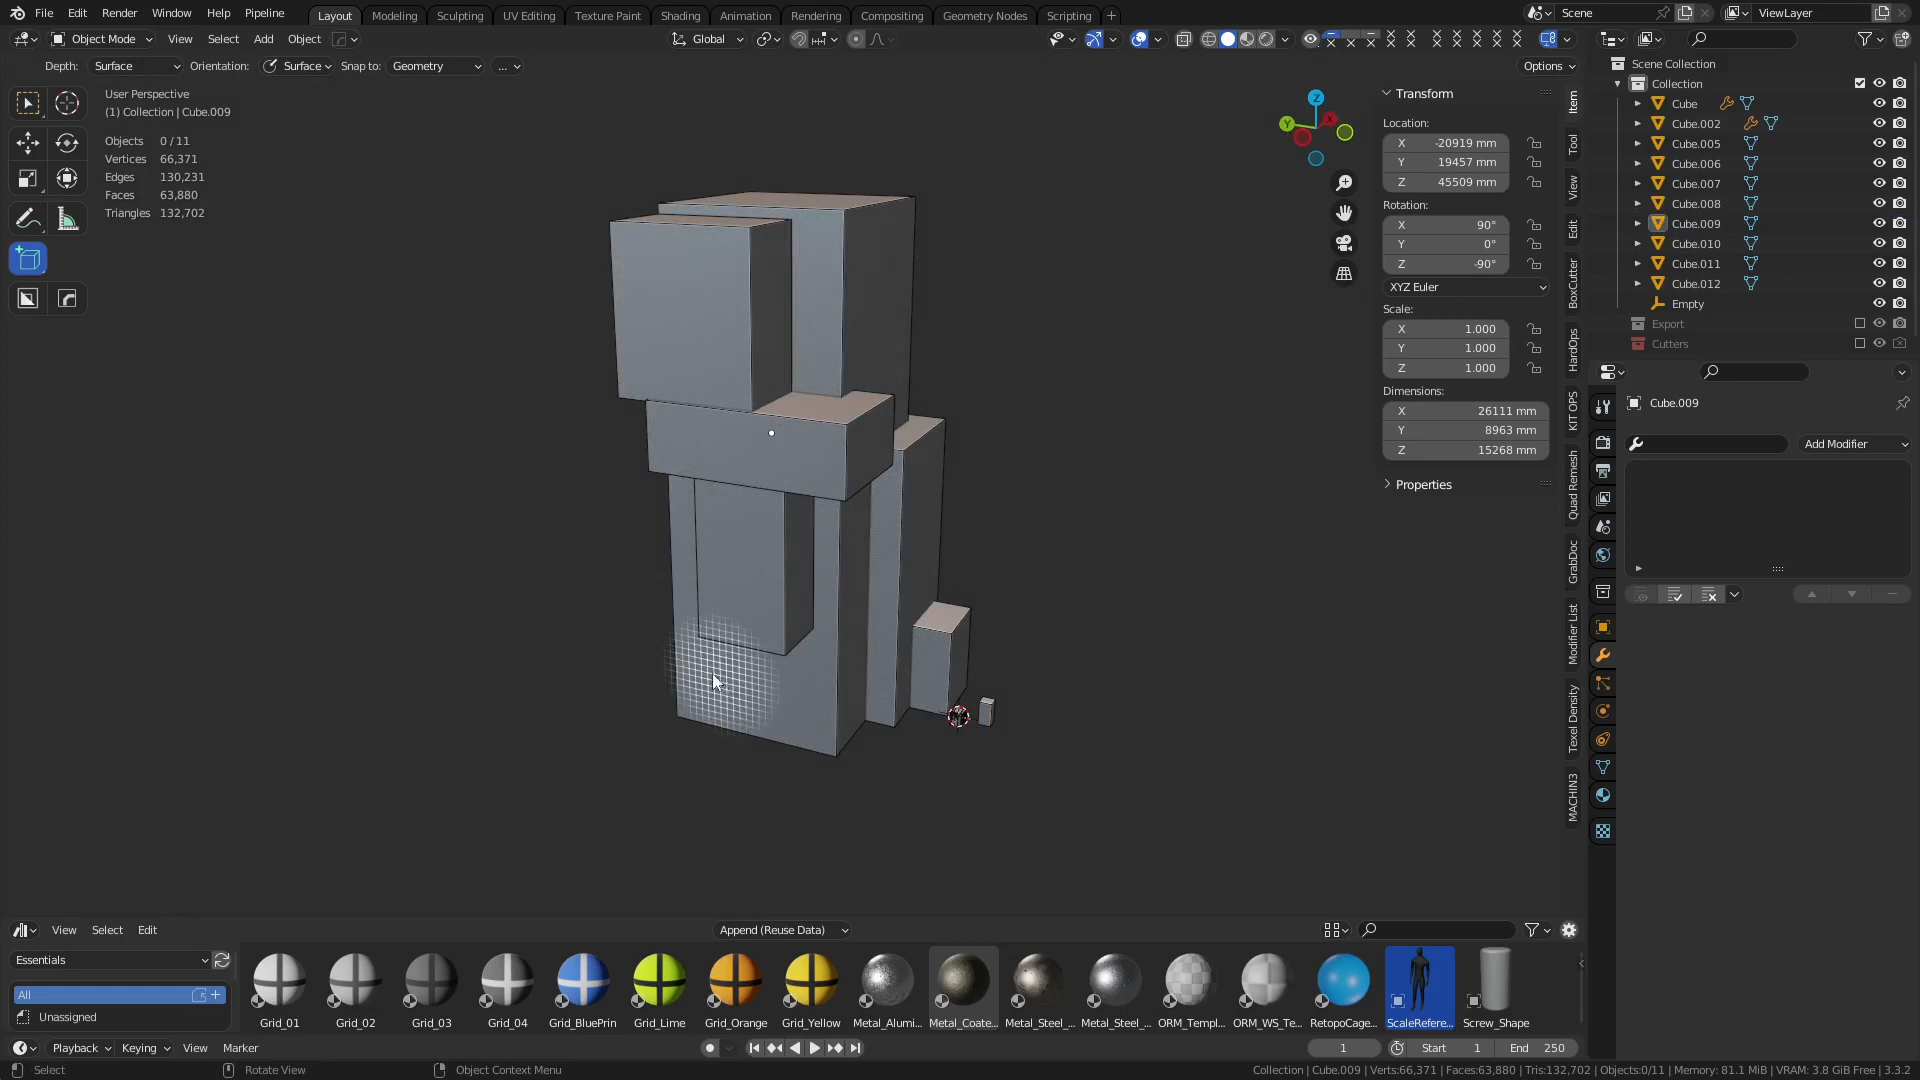 File Edit Render Window Help Pipeline Layout Modeling Sculpting UV Editing Texture Paint Shading Animation Rendering Compositing Geometry Nodes Scripting + Scene ViewLayer
Object Mode View Select Add Object Global
Depth: Surface Orientation: Surface Snap to: Geometry ... Options
User Perspective
(1) Collection | Cube.009
Objects 0 / 11
Vertices 66,371
Edges 130,231
Faces 63,880
Triangles 132,702
Z
Y
X
Transform
Location:
X -20919 mm
Y 19457 mm
Z 45509 mm
Rotation:
X 90°
Y 0°
Z -90°
XYZ Euler
Scale:
X 1.000
Y 1.000
Z 1.000
Dimensions:
X 26111 mm
Y 8963 mm
Z 15268 mm
Properties
Item
Tool
View
Edit
BoxCutter
HardOps
KIT OPS
Quad Remesh
GrabDoc
Modifier List
Texel Density
MACHIN3
Scene Collection
Collection
Cube
Cube.002
Cube.005
Cube.006
Cube.007
Cube.008
Cube.009
Cube.010
Cube.011
Cube.012
Empty
Export
Cutters
Cube.009
Add Modifier
View Select Edit Append (Reuse Data)
Essentials
All
Unassigned
Grid_01 Grid_02 Grid_03 Grid_04 Grid_BluePrin Grid_Lime Grid_Orange Grid_Yellow Metal_Alumi... Metal_Coate... Metal_Steel_... Metal_Steel_... ORM_Templ... ORM_WS_Te... RetopoCage... ScaleRefere... Screw_Shape
Playback Keying View Marker 1 Start 1 End 250
Select Rotate View Object Context Menu Collection | Cube.009 | Verts:66,371 | Faces:63,880 | Tris:132,702 | Objects:0/11 | Memory: 81.1 MiB | VRAM: 3.8 GiB Free | 3.3.2